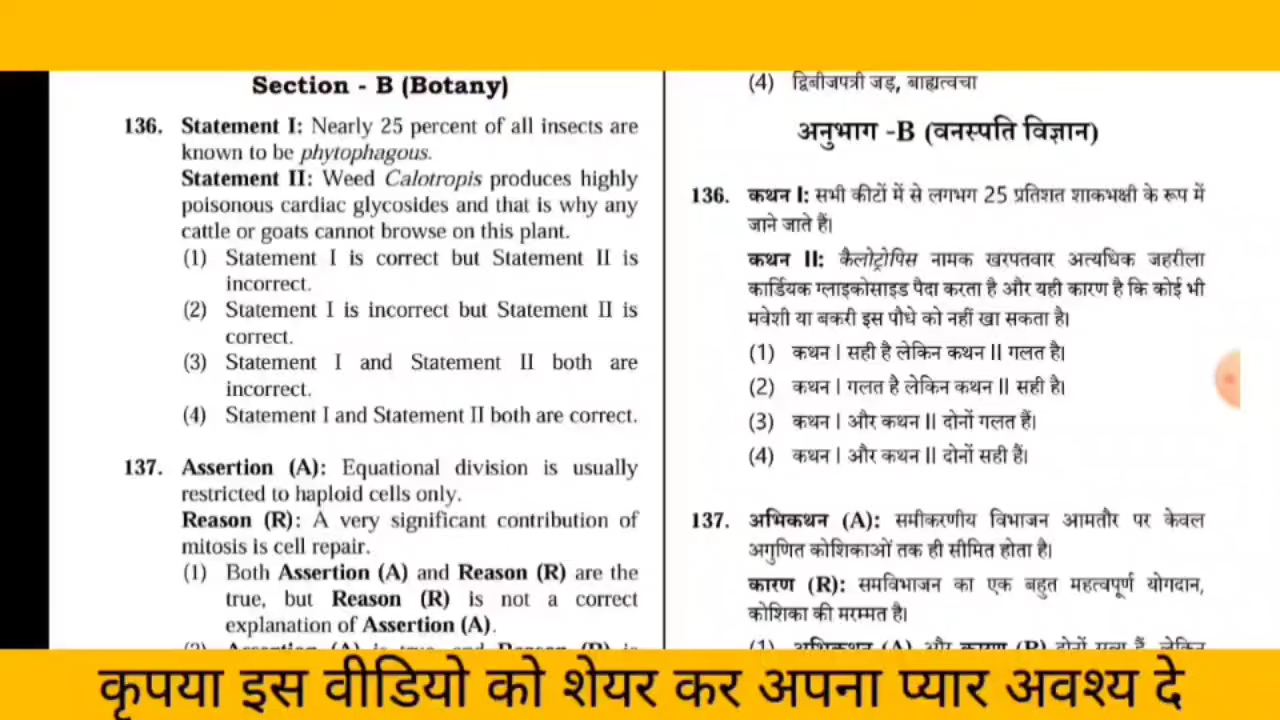 Section - B (Botany)
136. Statement I: Nearly 25 percent of all insects are
known to be phytophagous.
Statement II: Weed Calotropis produces highly
poisonous cardiac glycosides and that is why any
cattle or goats cannot browse on this plant.
(1) Statement I is correct but Statement II is
incorrect.
(2) Statement I is incorrect but Statement II is
correct.
(3) Statement I and Statement II both are
incorrect.
(4) Statement I and Statement II both are correct.
137. Assertion (A): Equational division is usually
restricted to haploid cells only.
Reason (R): A very significant contribution of
mitosis is cell repair.
(1) Both Assertion (A) and Reason (R) are the
true, but Reason (R) is not a correct
explanation of Assertion (A).
(4) द्विबीजपत्री जड़, बाह्यत्वचा
अनुभाग -B (वनस्पति विज्ञान)
136. कथन I: सभी कीटों में से लगभग 25 प्रतिशत शाकभक्षी के रूप में
जाने जाते हैं।
कथन II: कैलोट्रोपिस नामक खरपतवार अत्यधिक जहरीला
कार्डियक ग्लाइकोसाइड पैदा करता है और यही कारण है कि कोई भी
मवेशी या बकरी इस पौधे को नहीं खा सकता है।
(1) कथन I सही है लेकिन कथन II गलत है।
(2) कथन I गलत है लेकिन कथन II सही है।
(3) कथन I और कथन II दोनों गलत हैं।
(4) कथन I और कथन II दोनों सही हैं।
137. अभिकथन (A): समीकरणीय विभाजन आमतौर पर केवल
अगुणित कोशिकाओं तक ही सीमित होता है।
कारण (R): समविभाजन का एक बहुत महत्वपूर्ण योगदान,
कोशिका की मरम्मत है।
कृपया इस वीडियो को शेयर कर अपना प्यार अवश्य दे